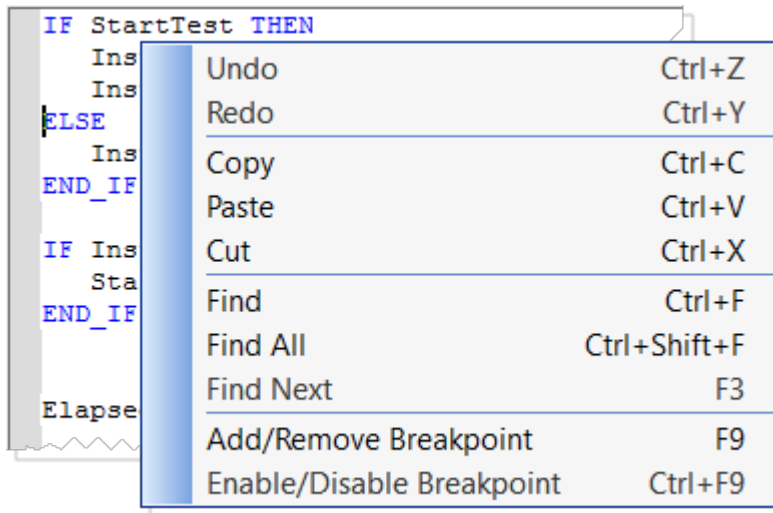 IF StartTest THEN
Ins
Ins
ELSE
Ins
END_IF
IF Ins
Sta
END_IF
Elapse
Undo Ctrl+Z
Redo Ctrl+Y
Copy Ctrl+C
Paste Ctrl+V
Cut Ctrl+X
Find Ctrl+F
Find All Ctrl+Shift+F
Find Next F3
Add/Remove Breakpoint F9
Enable/Disable Breakpoint Ctrl+F9